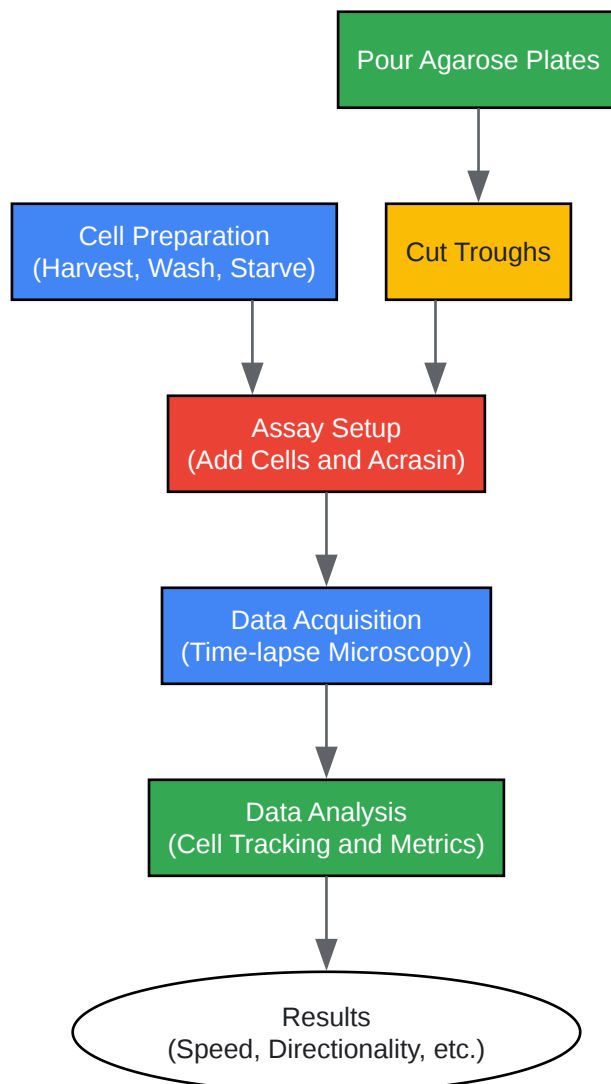 Pour Agarose Plates
Cell Preparation
(Harvest, Wash, Starve)
Cut Troughs
Assay Setup
(Add Cells and Acrasin)
Data Acquisition
(Time-lapse Microscopy)
Data Analysis
(Cell Tracking and Metrics)
Results
(Speed, Directionality, etc.)